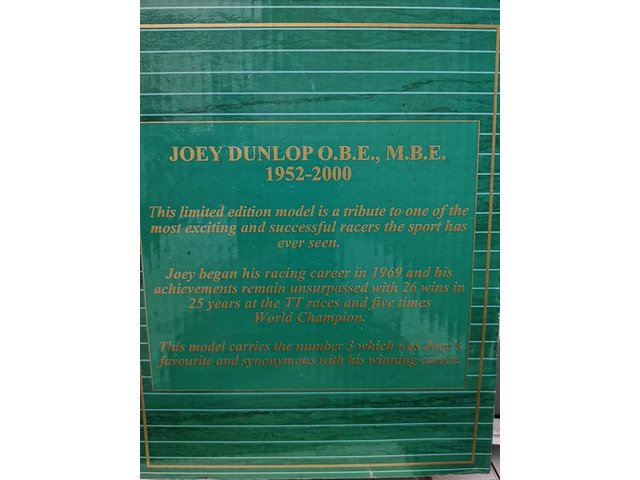 JOEY DUNLOP O.B.E., M.B.E.
1952-2000
This limited edition model is a tribute to one of the
most exciting and successful racers the sport has
ever seen.
Joey began his racing career in 1969 and his
achievements remain unsurpassed with 26 wins in
25 years at the TT races and five times
World Champion.
This model carries the number 3 which was Joey's
favourite and synonymous with his winning career.